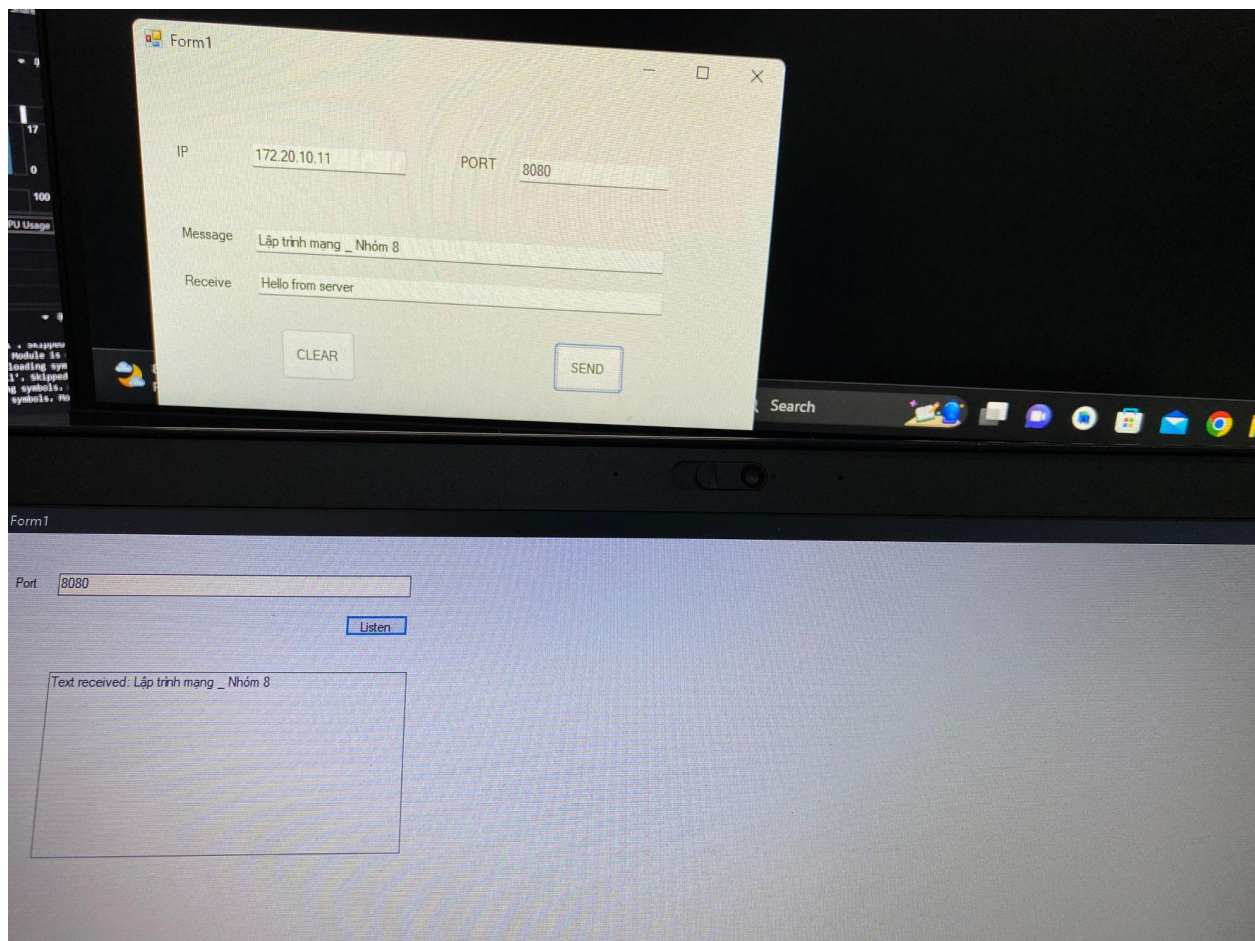 Form1
17
0
100
PU Usage
IP 172.20.10.11 PORT 8080
Message Lập trình mạng _ Nhóm 8
Receive Hello from server
CLEAR SEND
Module is
loading sym
skipped
symbols.
symbols. Mo
Search
Form1
Port 8080
Listen
Text received: Lập trình mạng _ Nhóm 8